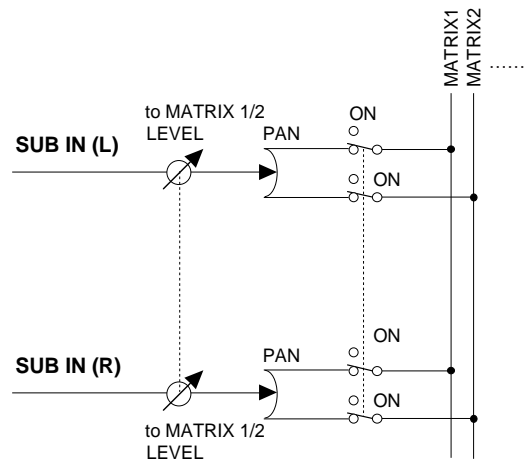 MATRIX1
MATRIX2
........
to MATRIX 1/2
LEVEL
ON
PAN
SUB IN (L)
ON
ON
PAN
SUB IN (R)
ON
to MATRIX 1/2
LEVEL